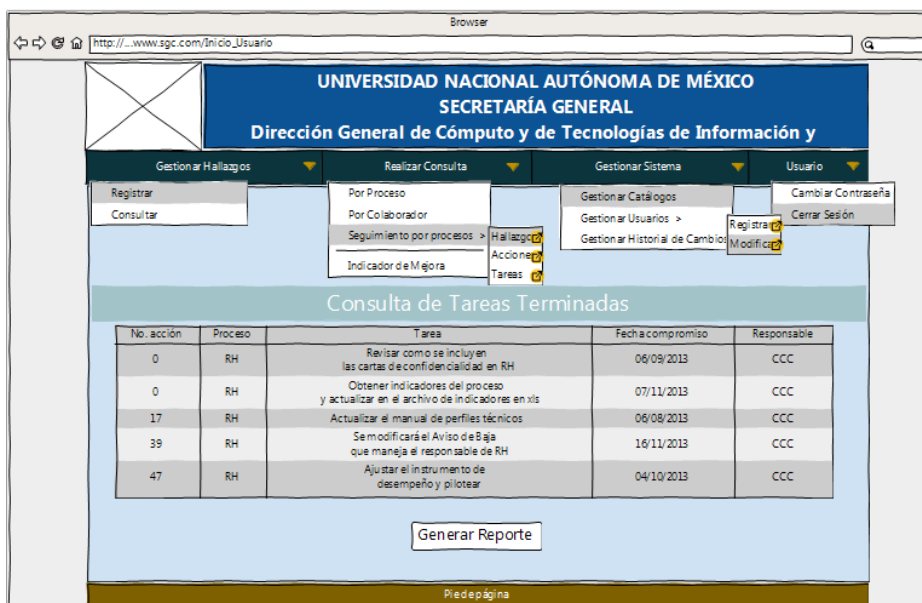 Browser
http://...www.sgc.com/Inicio_Usuario
UNIVERSIDAD NACIONAL AUTÓNOMA DE MÉXICO
SECRETARÍA GENERAL
Dirección General de Cómputo y de Tecnologías de Información y
Gestionar Hallazgos
Realizar Consulta
Gestionar Sistema
Usuario
Registrar
Consultar
Por Proceso
Por Colaborador
Seguimiento por procesos >
Indicador de Mejora
Hallazgo
Acciones
Tareas
Gestionar Catálogos
Gestionar Usuarios >
Gestionar Historial de Cambios
Registrar
Modifica
Cambiar Contraseña
Cerrar Sesión
Consulta de Tareas Terminadas
No. acción Proceso Tarea Fecha compromiso Responsable
0 RH Revisar como se incluyen
las cartas de confidencialidad en RH 06/09/2013 CCC
0 RH Obtener indicadores del proceso
y actualizar en el archivo de indicadores en xls 07/11/2013 CCC
17 RH Actualizar el manual de perfiles técnicos 06/08/2013 CCC
39 RH Se modificará el Aviso de Baja
que maneja el responsable de RH 16/11/2013 CCC
47 RH Ajustar el instrumento de
desempeño y pilotear 04/10/2013 CCC
Generar Reporte
Pie de página